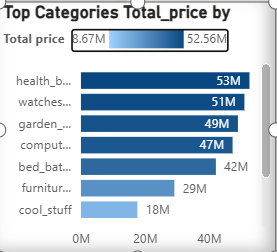 Top Categories Total_price by
Total price 8.67M 52.56M
health_b... 53M
watches... 51M
garden_... 49M
comput... 47M
bed_bat... 42M
furnitur... 29M
cool_stuff 18M
0M 20M 40M